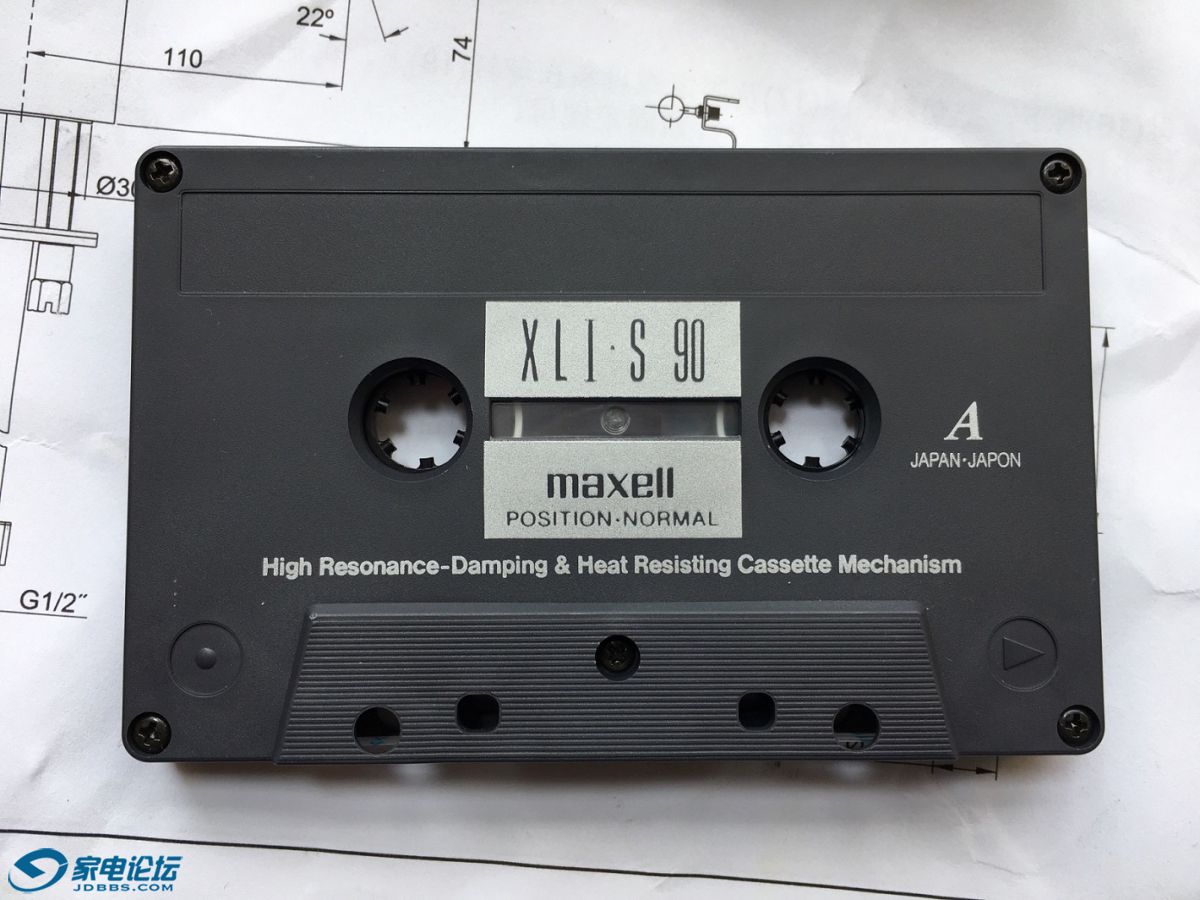 22°
110
74
Ø30
XLI·S 90
A
JAPAN·JAPON
maxell
POSITION·NORMAL
High Resonance-Damping & Heat Resisting Cassette Mechanism
G1/2″
家电论坛
JDBBS.COM